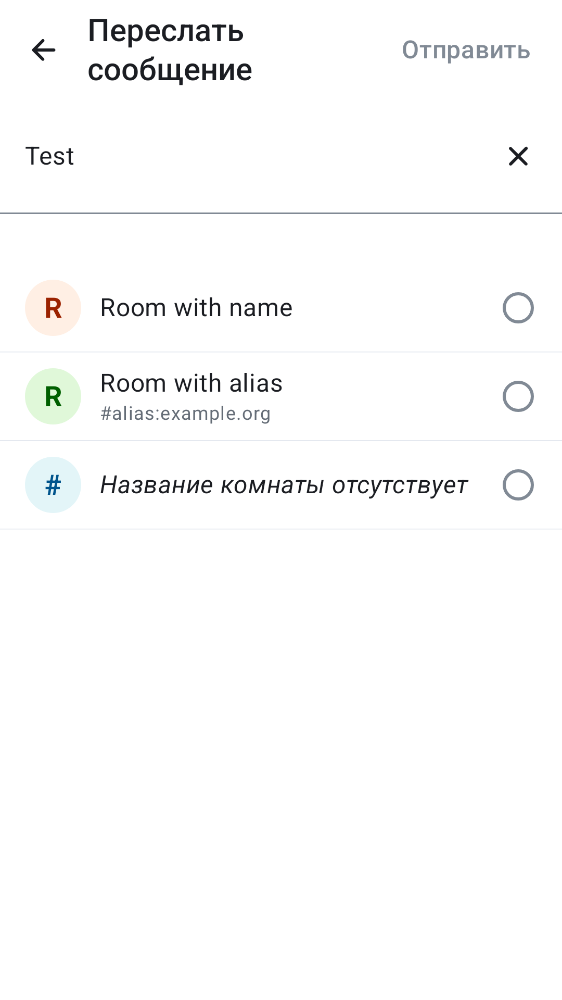 Переслать
сообщение
Отправить
Test
R
Room with name
R
Room with alias
#alias:example.org
#
Название комнаты отсутствует